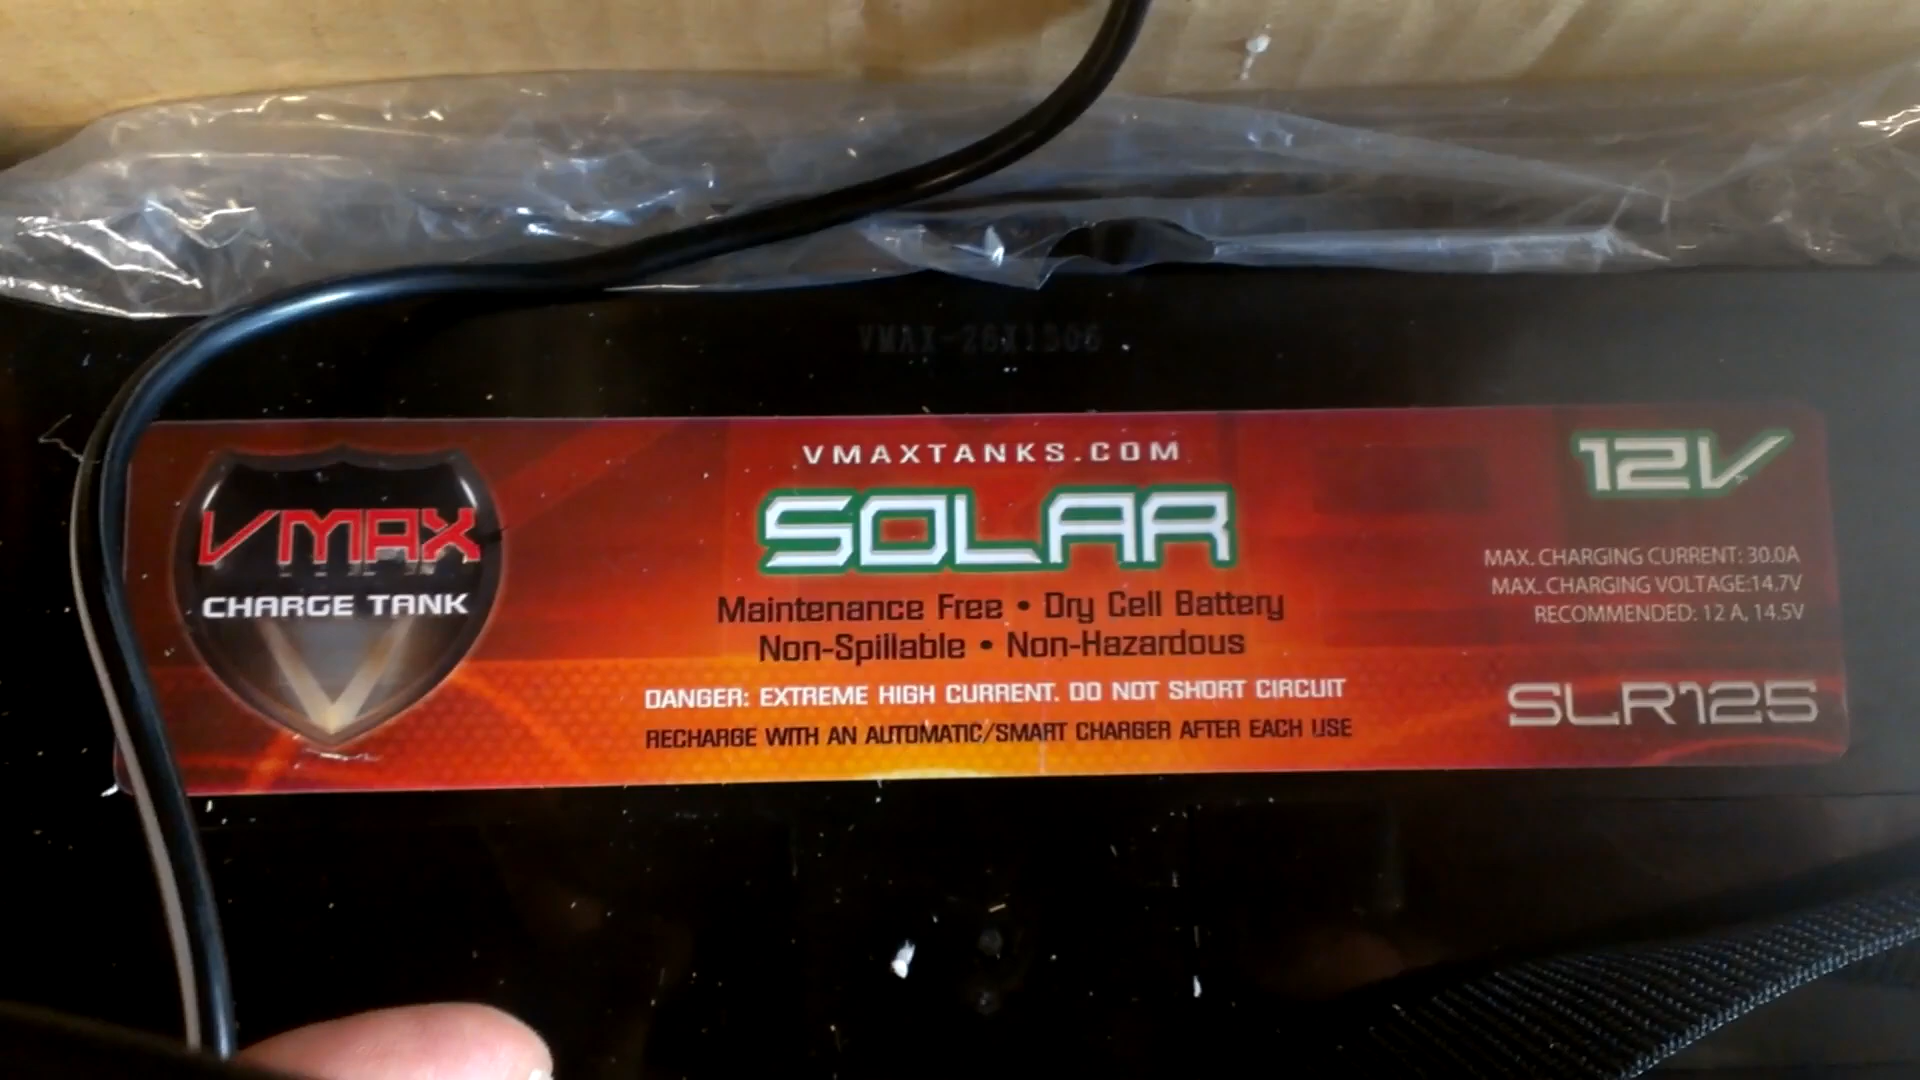 VMAX-26X1306
VMAXTANKS.COM
12V
SOLAR
VMAX
CHARGE TANK
Maintenance Free • Dry Cell Battery
Non-Spillable • Non-Hazardous
MAX. CHARGING CURRENT: 30.0A
MAX. CHARGING VOLTAGE:14.7V
RECOMMENDED: 12 A, 14.5V
DANGER: EXTREME HIGH CURRENT. DO NOT SHORT CIRCUIT
RECHARGE WITH AN AUTOMATIC/SMART CHARGER AFTER EACH USE
SLR125